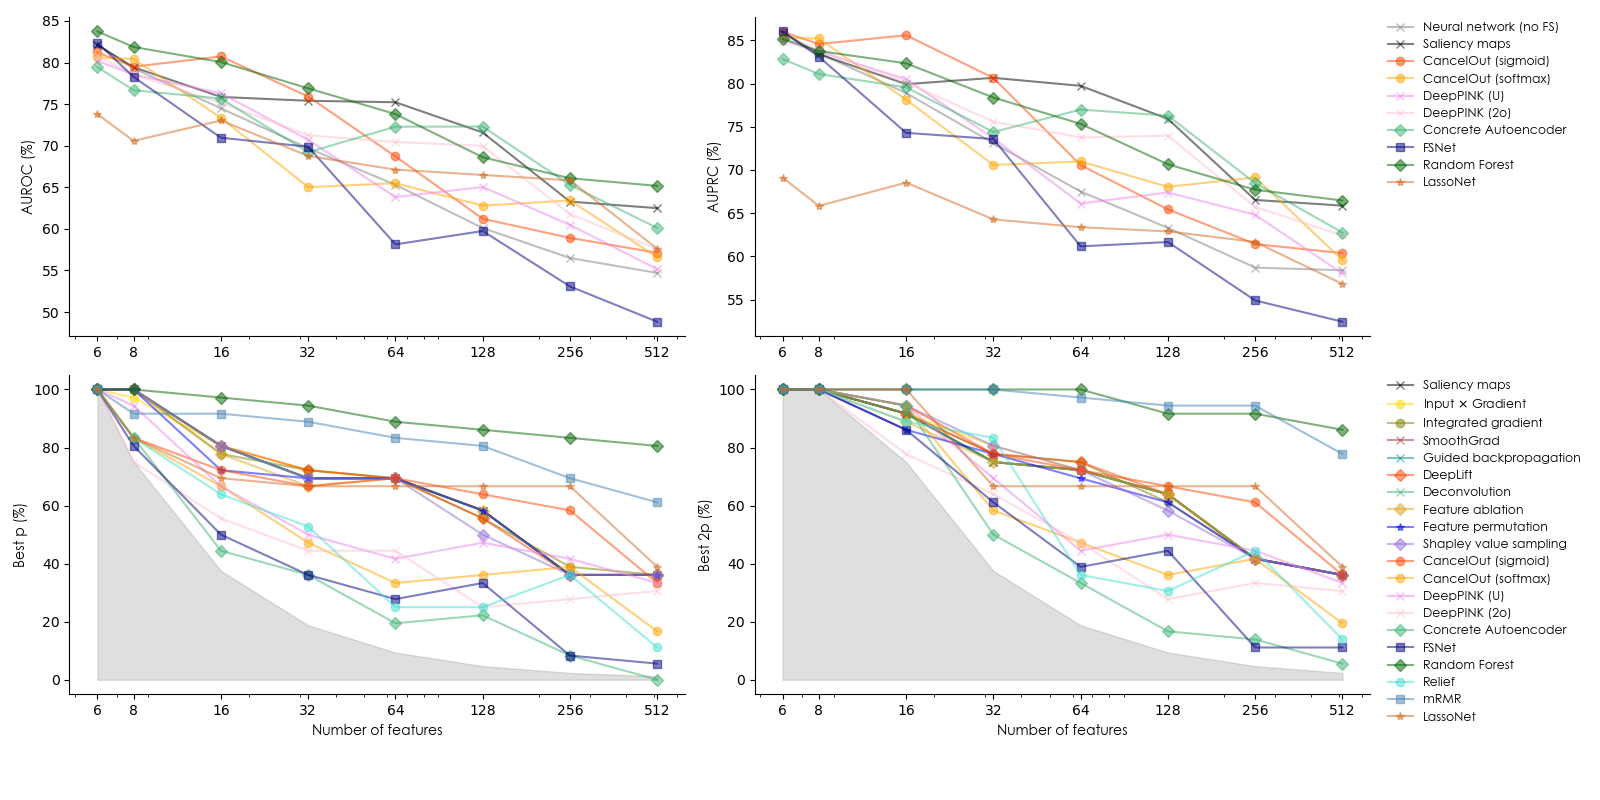 AUROC (%)
85
80
75
70
65
60
55
50
6 8 16 32 64 128 256 512
AUPRC (%)
85
80
75
70
65
60
55
6 8 16 32 64 128 256 512
Neural network (no FS)
Saliency maps
CancelOut (sigmoid)
CancelOut (softmax)
DeepPINK (U)
DeepPINK (2o)
Concrete Autoencoder
FSNet
Random Forest
LassoNet
Best p (%)
100
80
60
40
20
0
6 8 16 32 64 128 256 512
Number of features
Best 2p (%)
100
80
60
40
20
0
6 8 16 32 64 128 256 512
Number of features
Saliency maps
Input × Gradient
Integrated gradient
SmoothGrad
Guided backpropagation
DeepLift
Deconvolution
Feature ablation
Feature permutation
Shapley value sampling
CancelOut (sigmoid)
CancelOut (softmax)
DeepPINK (U)
DeepPINK (2o)
Concrete Autoencoder
FSNet
Random Forest
Relief
mRMR
LassoNet